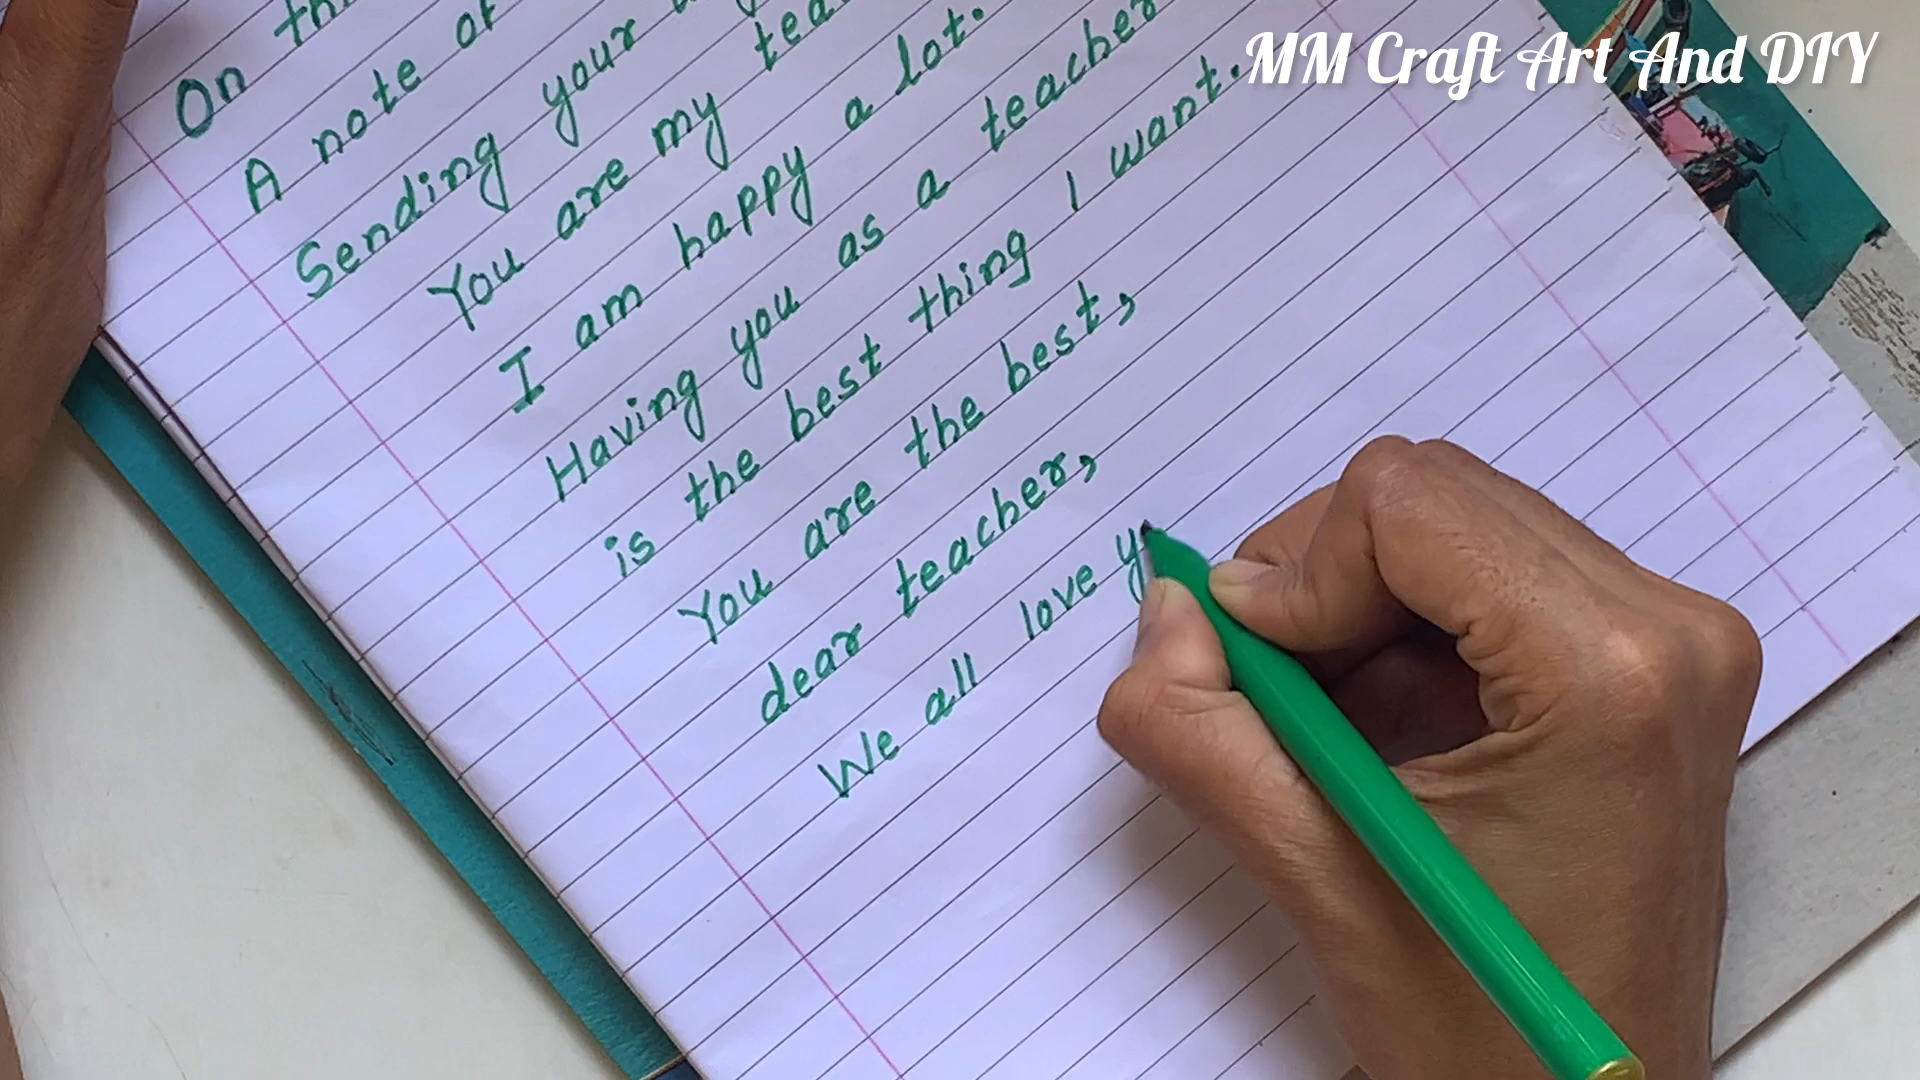 MM Craft Art And DIY
On
A note of
Sending your
You are my
I am happy a lot.
Having you as a teacher
is the best thing I want.
You are the best,
dear teacher,
We all love